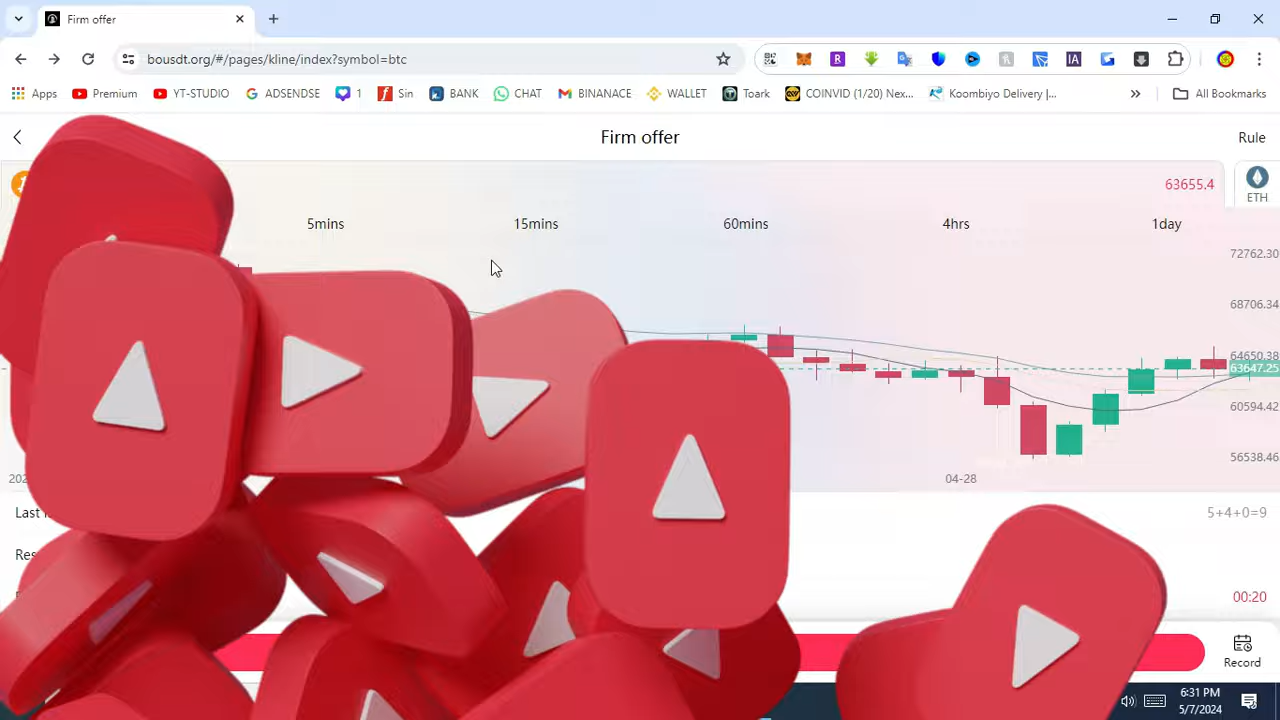 Firm offer
bousdt.org/#/pages/kline/index?symbol=btc
Apps Premium YT-STUDIO ADSENDSE 1 Sin BANK CHAT BINANACE WALLET Toark COINVID (1/20) Nex... Koombiyo Delivery |... » All Bookmarks
Firm offer
Rule
63655.4
ETH
5mins 15mins 60mins 4hrs 1day
72762.30
68706.34
64650.38
63647.25
60594.42
56538.46
04-28
Last
5+4+0=9
00:20
Record
6:31 PM
5/7/2024